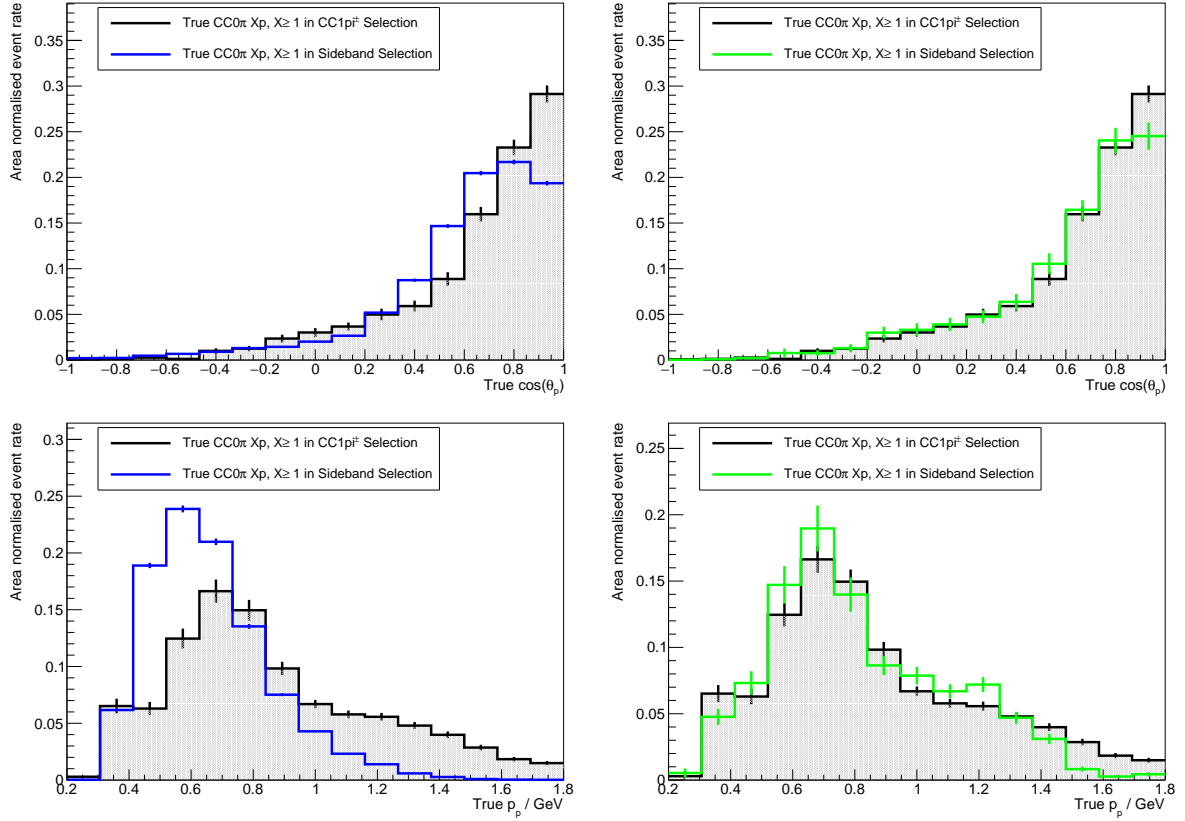 True CC0π Xp, X≥ 1 in CC1pi± Selection
True CC0π Xp, X≥ 1 in Sideband Selection
Area normalised event rate
0.35
0.3
0.25
0.2
0.15
0.1
0.05
0
−1 −0.8 −0.6 −0.4 −0.2 0 0.2 0.4 0.6 0.8 1
True cos(θp)
True CC0π Xp, X≥ 1 in CC1pi± Selection
True CC0π Xp, X≥ 1 in Sideband Selection
Area normalised event rate
0.35
0.3
0.25
0.2
0.15
0.1
0.05
0
−1 −0.8 −0.6 −0.4 −0.2 0 0.2 0.4 0.6 0.8 1
True cos(θp)
True CC0π Xp, X≥ 1 in CC1pi± Selection
True CC0π Xp, X≥ 1 in Sideband Selection
Area normalised event rate
0.3
0.25
0.2
0.15
0.1
0.05
0
0.2 0.4 0.6 0.8 1 1.2 1.4 1.6 1.8
True pp / GeV
True CC0π Xp, X≥ 1 in CC1pi± Selection
True CC0π Xp, X≥ 1 in Sideband Selection
Area normalised event rate
0.25
0.2
0.15
0.1
0.05
0
0.2 0.4 0.6 0.8 1 1.2 1.4 1.6 1.8
True pp / GeV